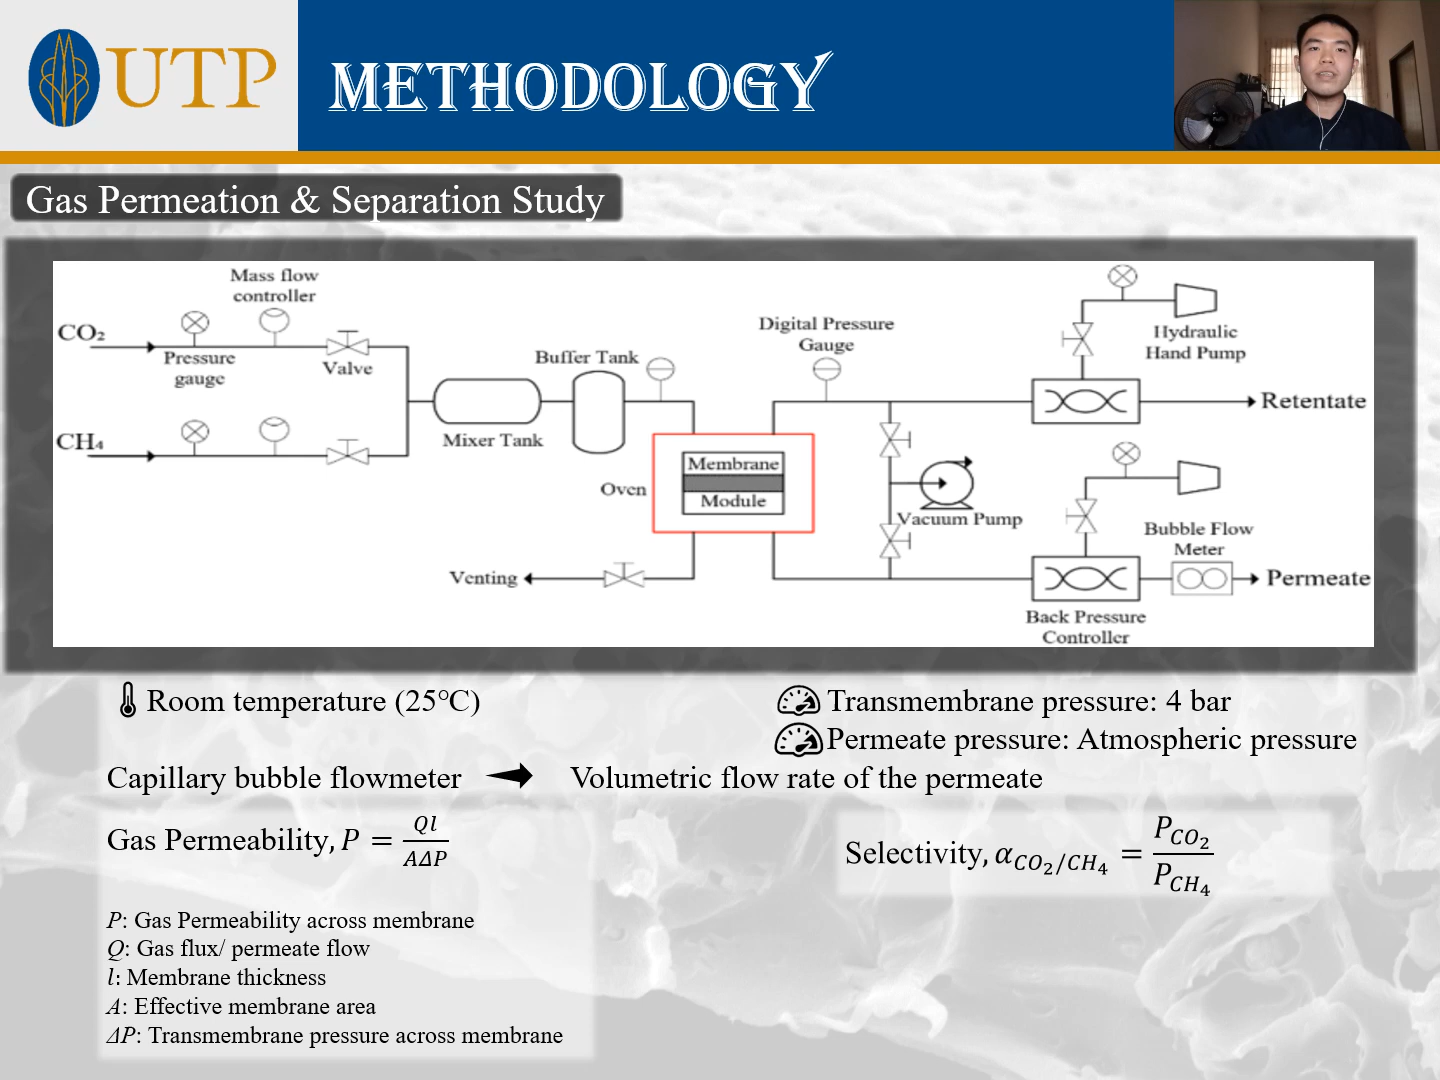 UTP
METHODOLOGY
Gas Permeation & Separation Study
Mass flow
controller
CO₂
Pressure
gauge
Valve
CH₄
Mixer Tank
Buffer Tank
Digital Pressure
Gauge
Hydraulic
Hand Pump
Retentate
Oven
Membrane
Module
Vacuum Pump
Bubble Flow
Meter
Venting
Permeate
Back Pressure
Controller
Room temperature (25°C)
Transmembrane pressure: 4 bar
Permeate pressure: Atmospheric pressure
Capillary bubble flowmeter → Volumetric flow rate of the permeate
Gas Permeability, P = Ql / AΔP
Selectivity, α CO₂/CH₄ = P CO₂ / P CH₄
P: Gas Permeability across membrane
Q: Gas flux/ permeate flow
l: Membrane thickness
A: Effective membrane area
ΔP: Transmembrane pressure across membrane